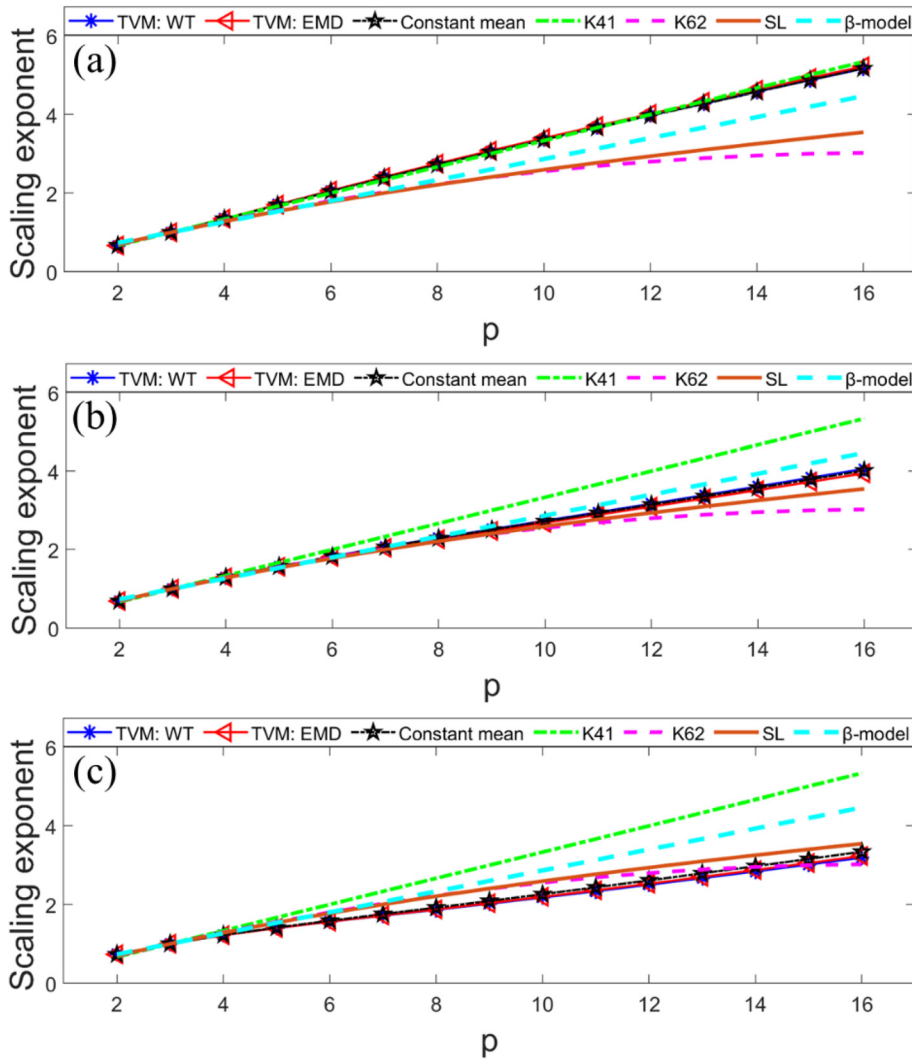 TVM: WT TVM: EMD Constant mean K41 K62 SL β-model
(a)
6
4
2
0
Scaling exponent
2 4 6 8 10 12 14 16
p
TVM: WT TVM: EMD Constant mean K41 K62 SL β-model
(b)
6
4
2
0
Scaling exponent
2 4 6 8 10 12 14 16
p
TVM: WT TVM: EMD Constant mean K41 K62 SL β-model
(c)
6
4
2
0
Scaling exponent
2 4 6 8 10 12 14 16
p